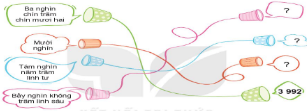 Ba nghìn
chín trăm
chín mươi hai
?
Mười
nghìn
?
Tám nghìn
năm trăm
linh tư
?
Bảy nghìn không
trăm linh sáu
3 992